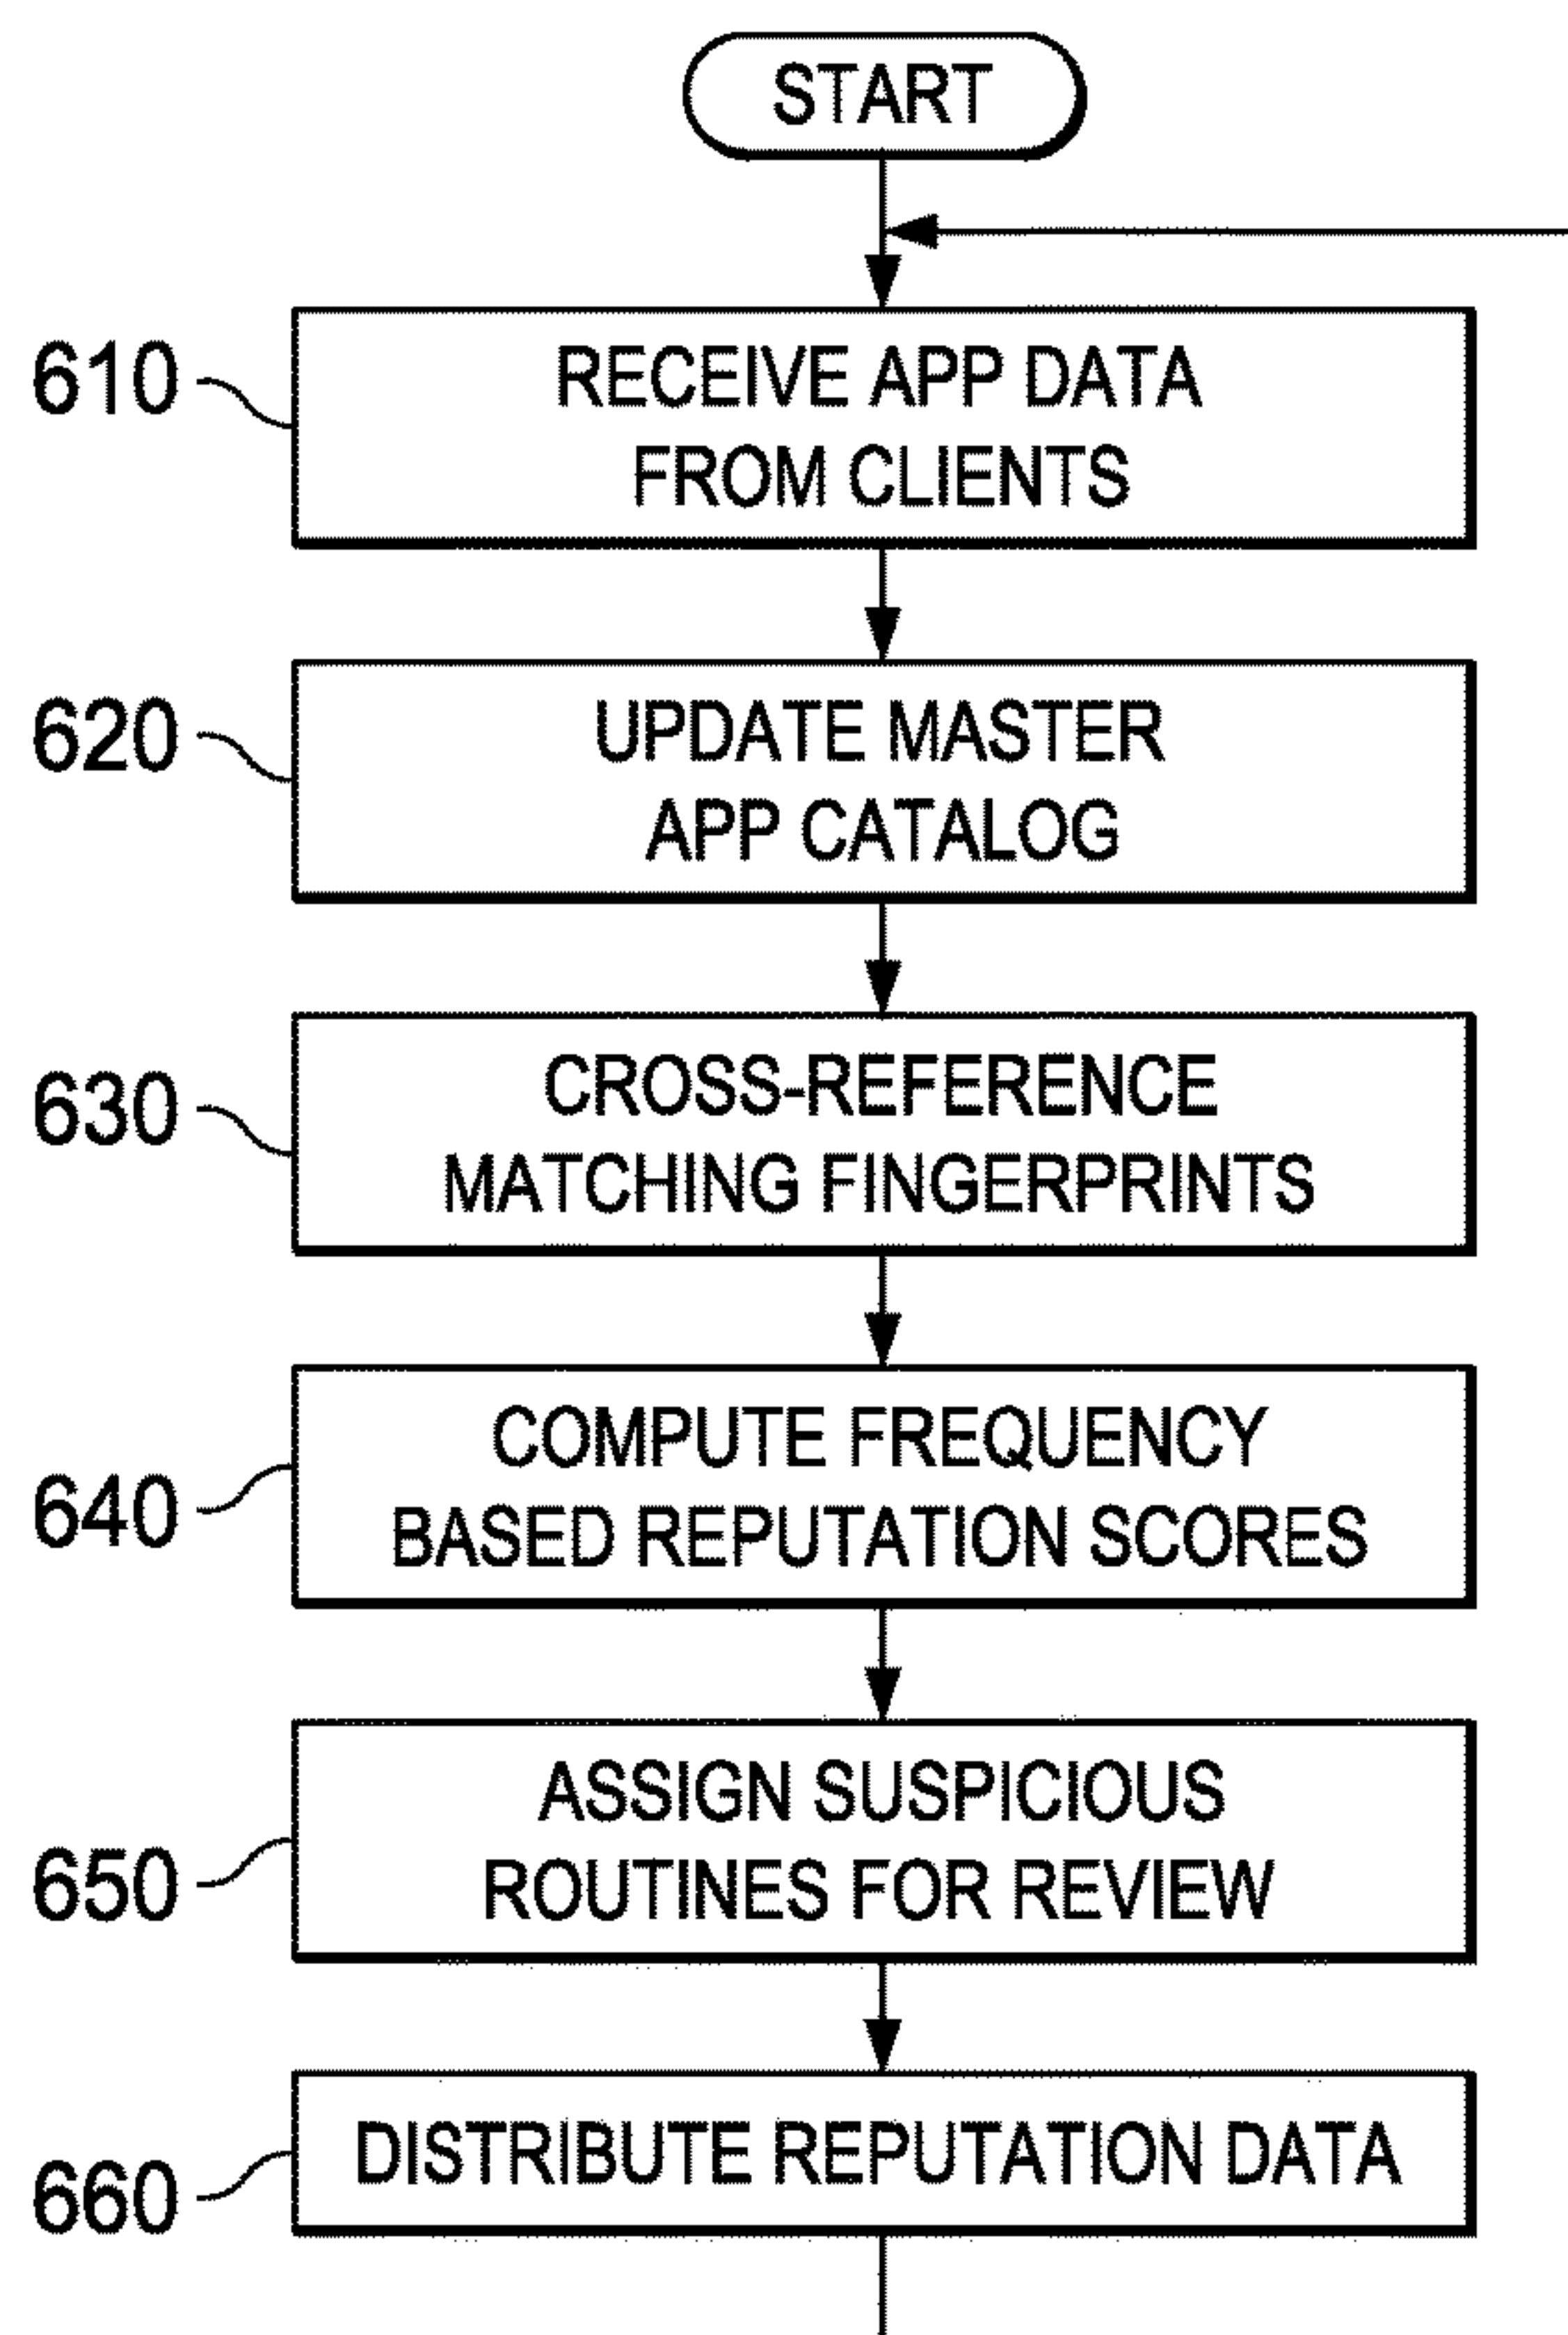 START
610
RECEIVE APP DATA
FROM CLIENTS
620
UPDATE MASTER
APP CATALOG
630
CROSS-REFERENCE
MATCHING FINGERPRINTS
640
COMPUTE FREQUENCY
BASED REPUTATION SCORES
650
ASSIGN SUSPICIOUS
ROUTINES FOR REVIEW
660
DISTRIBUTE REPUTATION DATA